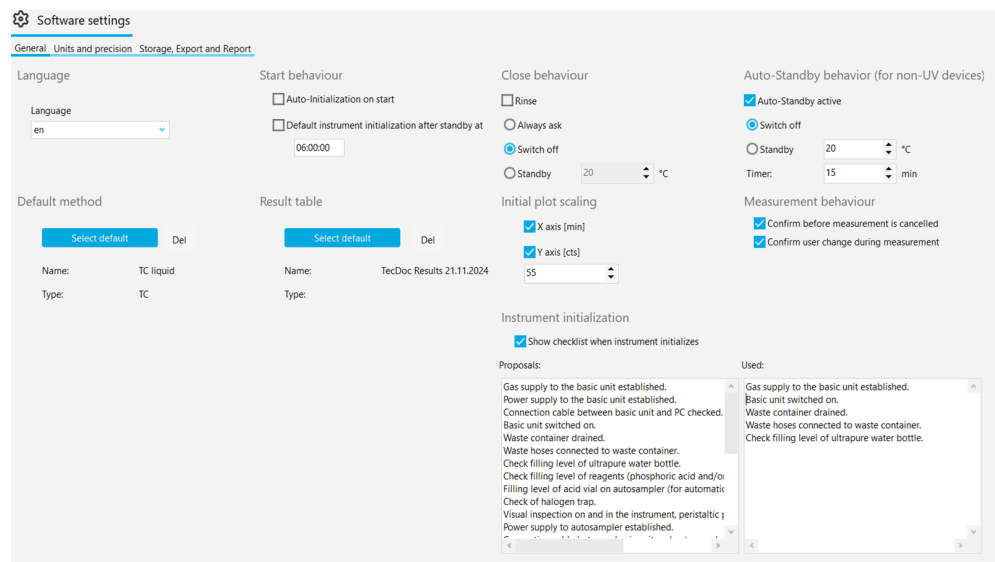 Software settings
General Units and precision Storage, Export and Report
Language
Language
en
Start behaviour
Auto-Initialization on start
Default instrument initialization after standby at
06:00:00
Close behaviour
Rinse
Always ask
Switch off
Standby 20 °C
Auto-Standby behavior (for non-UV devices)
Auto-Standby active
Switch off
Standby 20 °C
Timer: 15 min
Default method
Select default Del
Name: TC liquid
Type: TC
Result table
Select default Del
Name: TecDoc Results 21.11.2024
Type:
Initial plot scaling
X axis [min]
Y axis [cts]
55
Measurement behaviour
Confirm before measurement is cancelled
Confirm user change during measurement
Instrument initialization
Show checklist when instrument initializes
Proposals:
Gas supply to the basic unit established.
Power supply to the basic unit established.
Connection cable between basic unit and PC checked.
Basic unit switched on.
Waste container drained.
Waste hoses connected to waste container.
Check filling level of ultrapure water bottle.
Check filling level of reagents (phosphoric acid and/or
Filling level of acid vial on autosampler (for automatic
Check of halogen trap.
Visual inspection on and in the instrument, peristaltic
Power supply to autosampler established.
Used:
Gas supply to the basic unit established.
Basic unit switched on.
Waste container drained.
Waste hoses connected to waste container.
Check filling level of ultrapure water bottle.